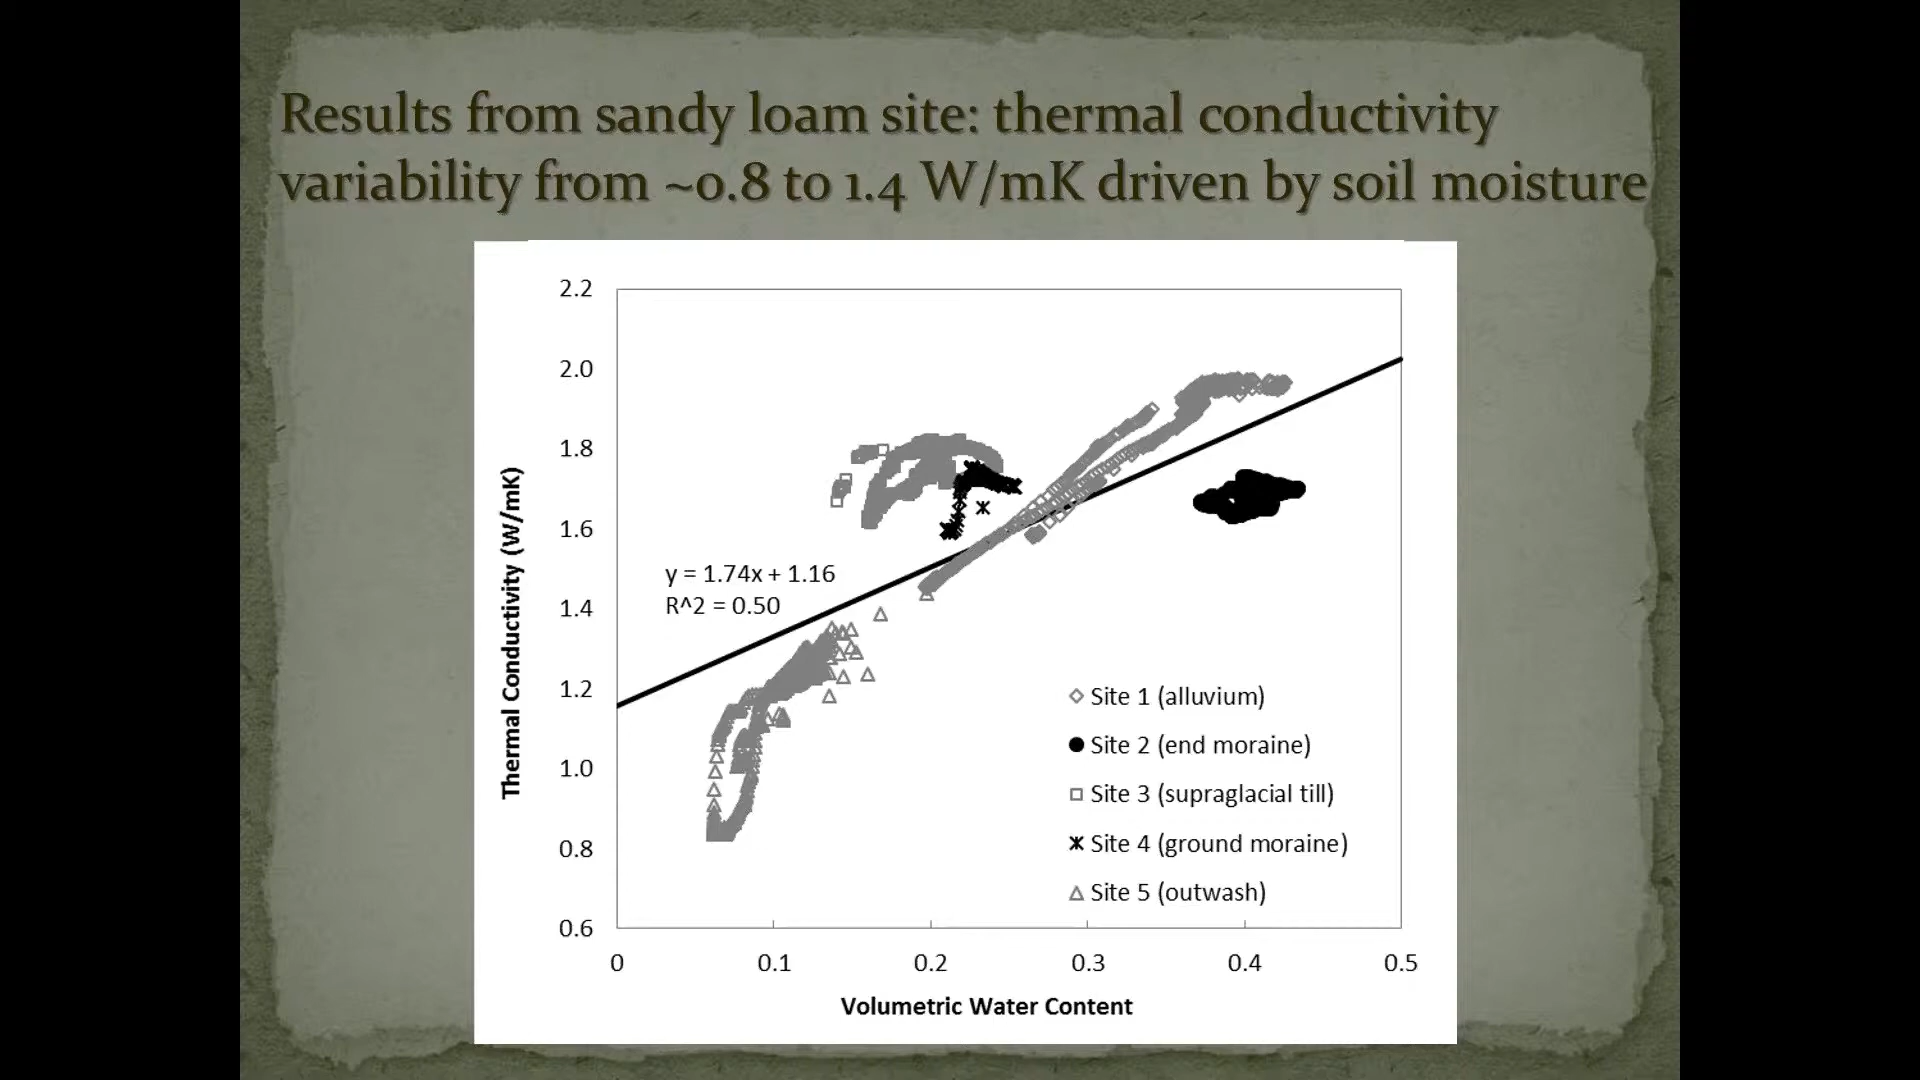 Results from sandy loam site: thermal conductivity
variability from ~0.8 to 1.4 W/mK driven by soil moisture
2.2
2.0
1.8
1.6
1.4
1.2
1.0
0.8
0.6
Thermal Conductivity (W/mK)
y = 1.74x + 1.16
R^2 = 0.50
Site 1 (alluvium)
Site 2 (end moraine)
Site 3 (supraglacial till)
Site 4 (ground moraine)
Site 5 (outwash)
0 0.1 0.2 0.3 0.4 0.5
Volumetric Water Content